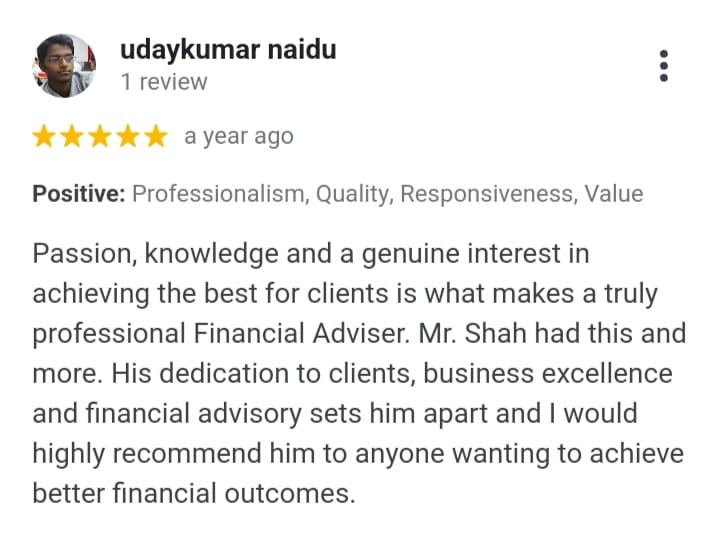 udaykumar naidu
1 review
a year ago
Positive: Professionalism, Quality, Responsiveness, Value
Passion, knowledge and a genuine interest in
achieving the best for clients is what makes a truly
professional Financial Adviser. Mr. Shah had this and
more. His dedication to clients, business excellence
and financial advisory sets him apart and I would
highly recommend him to anyone wanting to achieve
better financial outcomes.